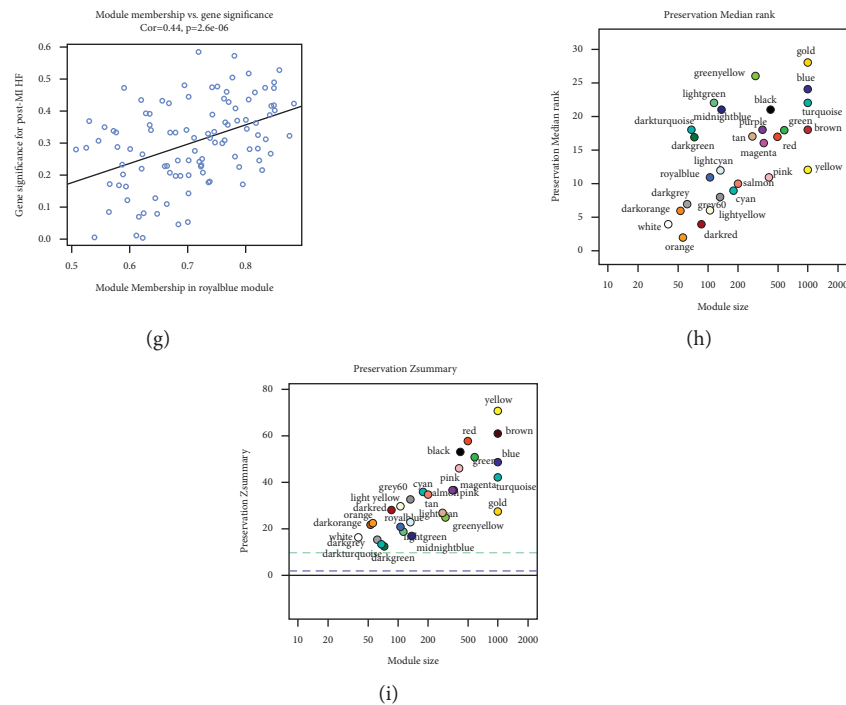 Module membership vs. gene significance
Cor=0.44, p=2.6e-06
0.6
0.5
0.4
0.3
0.2
0.1
0.0
Gene significance for post-MI HF
0.5 0.6 0.7 0.8
Module Membership in royalblue module
(g)
Preservation Median rank
30
25
20
15
10
5
0
Preservation Median rank
gold
greenyellow
blue
lightgreen
black
midnightblue
turquoise
darkturquoise
purple
green
brown
tan
darkgreen
red
magenta
lightcyan
yellow
royalblue
pink
salmon
darkgrey
cyan
grey60
darkorange
lightyellow
white
darkred
orange
10 20 50 100 200 500 1000 2000
Module size
(h)
Preservation Zsummary
80
60
40
20
0
Preservation Zsummary
yellow
red
brown
black
blue
green
pink
grey60
cyan
magenta
turquoise
salmon
pink
light yellow
tan
gold
darkred
orange
royalblue
lightcyan
darkorange
greenyellow
white
lightgreen
darkgrey
midnightblue
darkturquoise
darkgreen
10 20 50 100 200 500 1000 2000
Module size
(i)